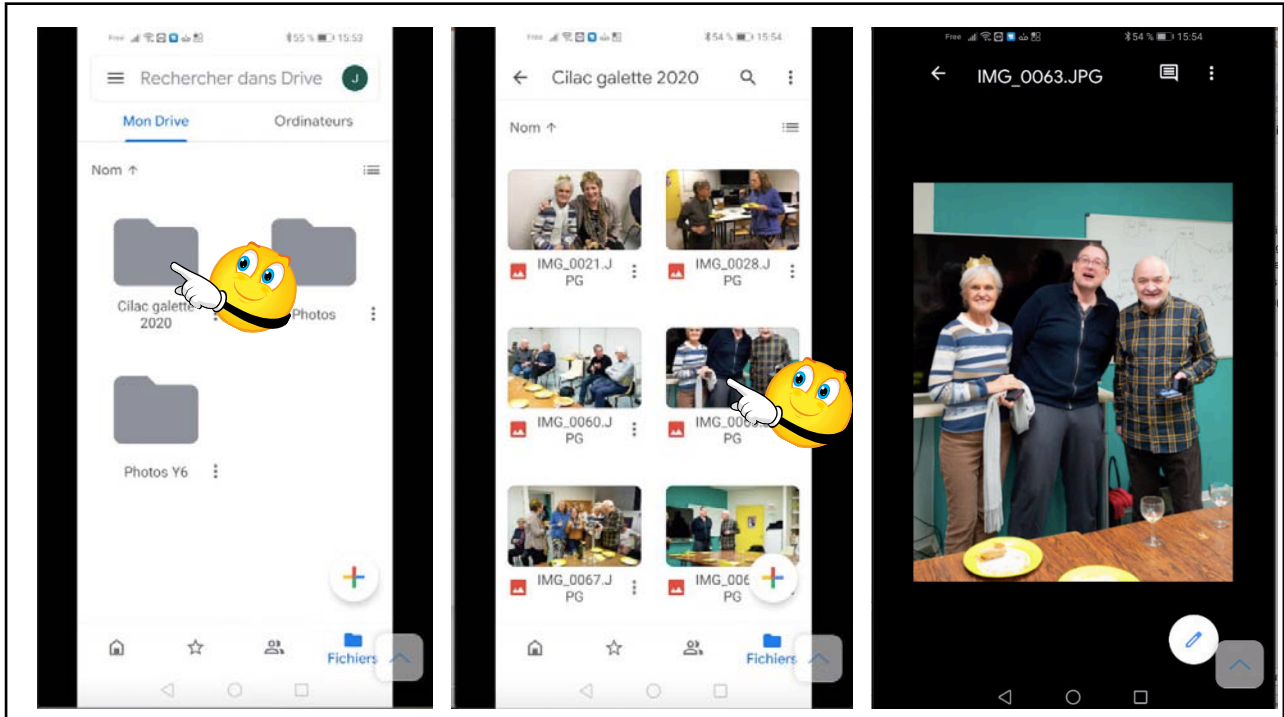 Free 55 % 15:53
Rechercher dans Drive J
Mon Drive Ordinateurs
Nom ↑
Cilac galette
2020
Photos
Photos Y6
Fichiers
Free 54 % 15:54
Cilac galette 2020
Nom ↑
IMG_0021.J
PG
IMG_0028.J
PG
IMG_0060.J
PG
PG
IMG_0067.J
PG
IMG_006
PG
Fichiers
Free 54 % 15:54
IMG_0063.JPG